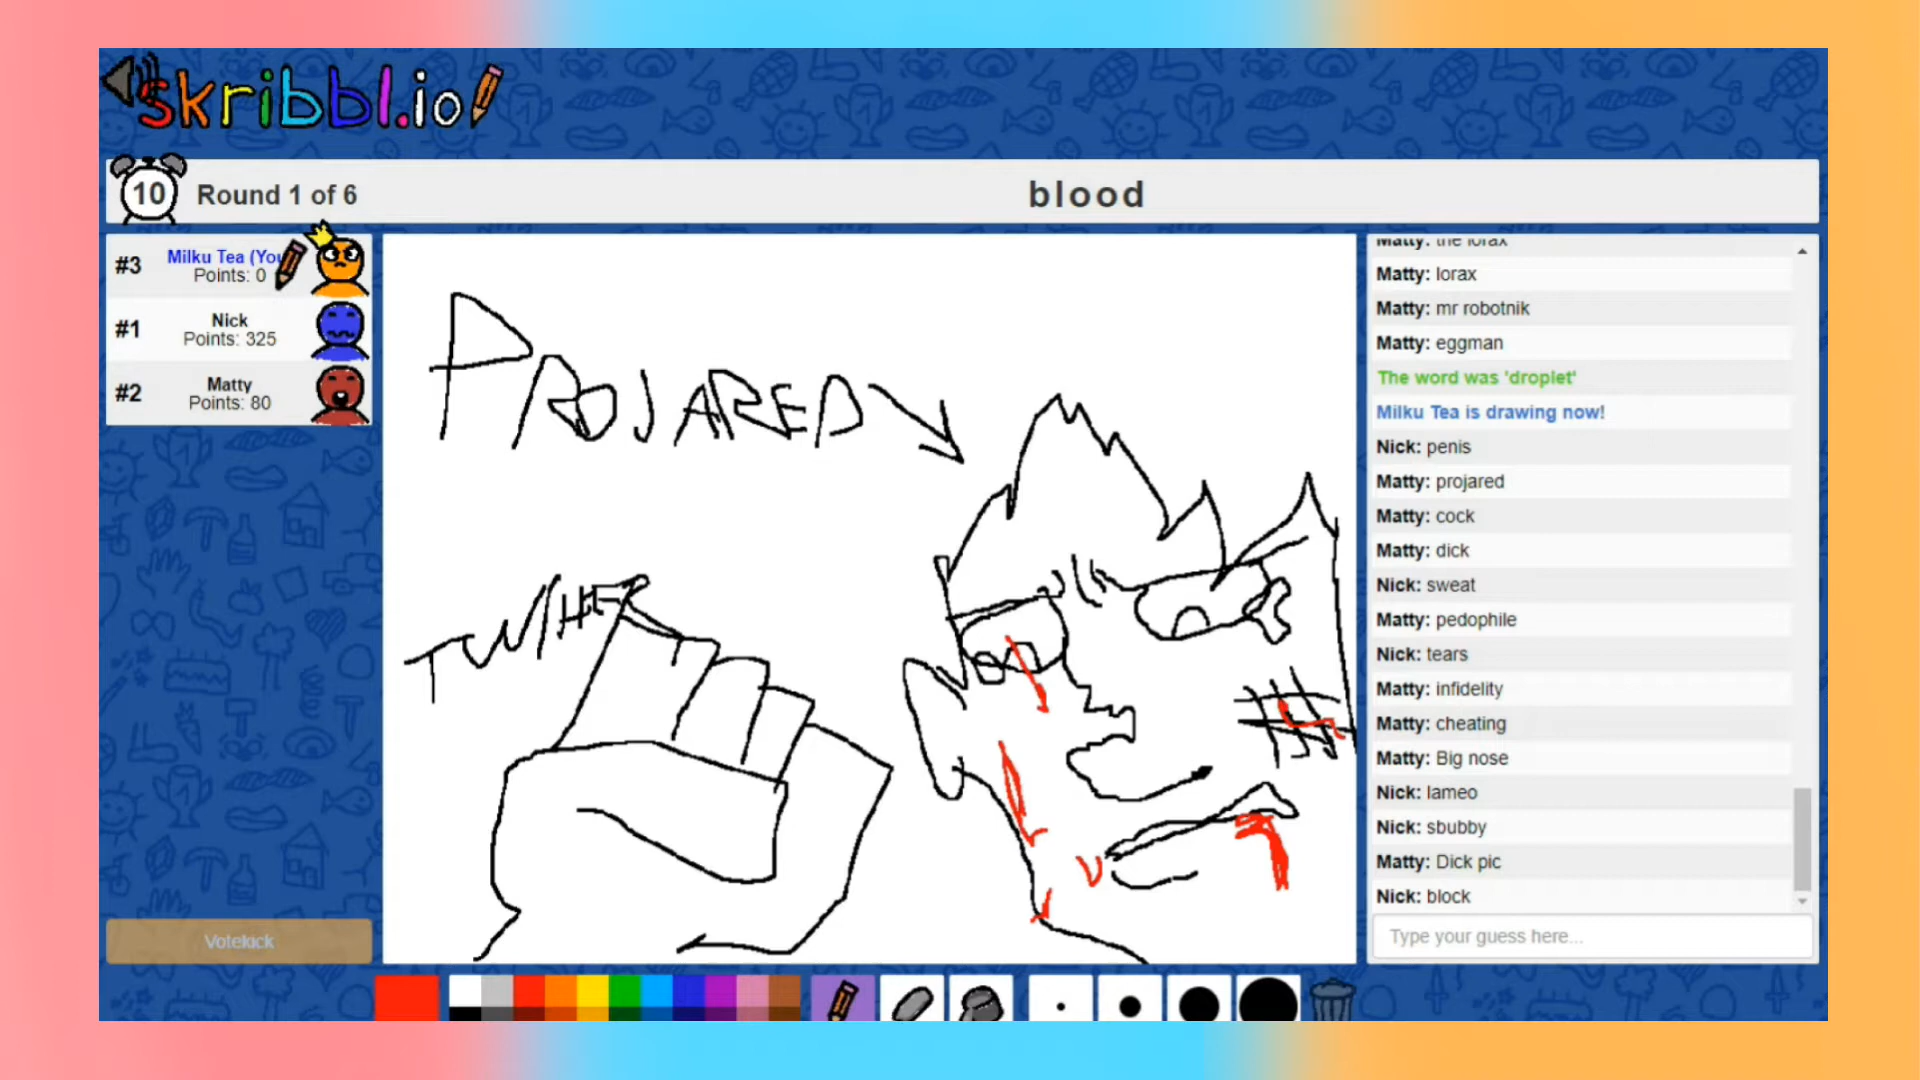 skribbl.io
10
Round 1 of 6
blood
#3
Milku Tea (You
Points: 0
#1
Nick
Points: 325
#2
Matty
Points: 80
Votekick
PROJARED
Matty: the lorax
Matty: lorax
Matty: mr robotnik
Matty: eggman
The word was 'droplet'
Milku Tea is drawing now!
Nick: penis
Matty: projared
Matty: cock
Matty: dick
Nick: sweat
Matty: pedophile
Nick: tears
Matty: infidelity
Matty: cheating
Matty: Big nose
Nick: lameo
Nick: sbubby
Matty: Dick pic
Nick: block
Type your guess here...